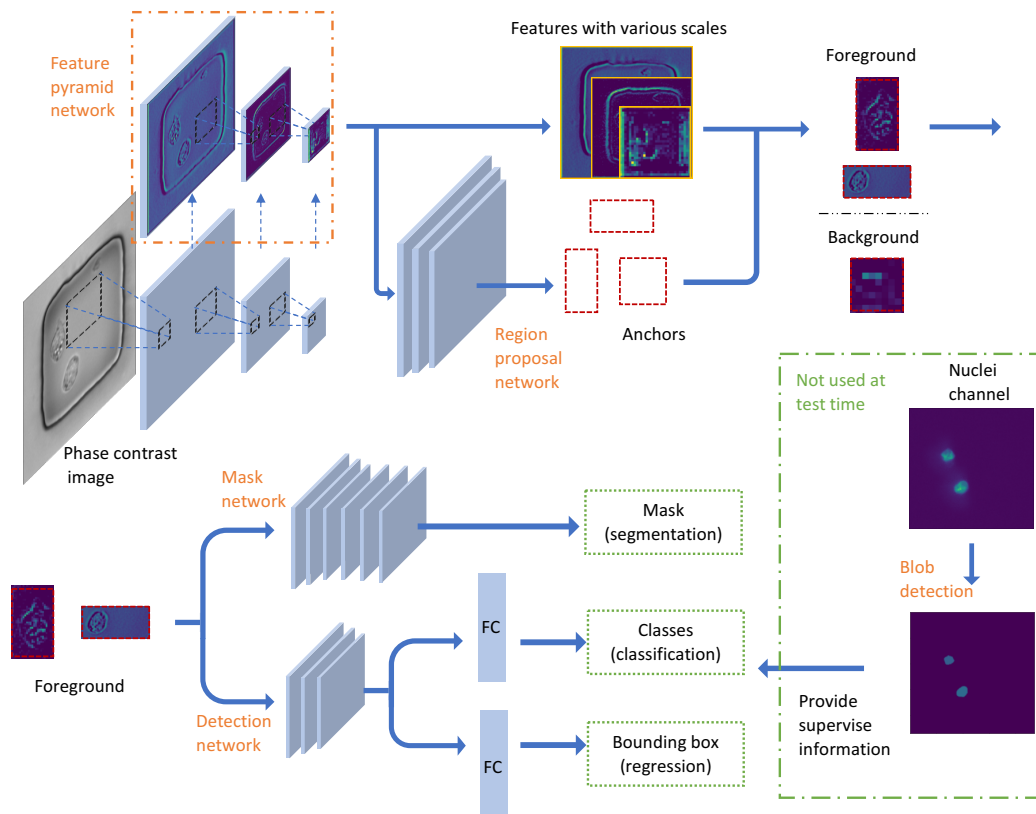 Feature
pyramid
network
Features with various scales
Foreground
Background
Region
proposal
network
Anchors
Phase contrast
image
Not used at
test time
Nuclei
channel
Mask
network
Mask
(segmentation)
Blob
detection
FC
Classes
(classification)
Foreground
Detection
network
Provide
supervise
information
FC
Bounding box
(regression)